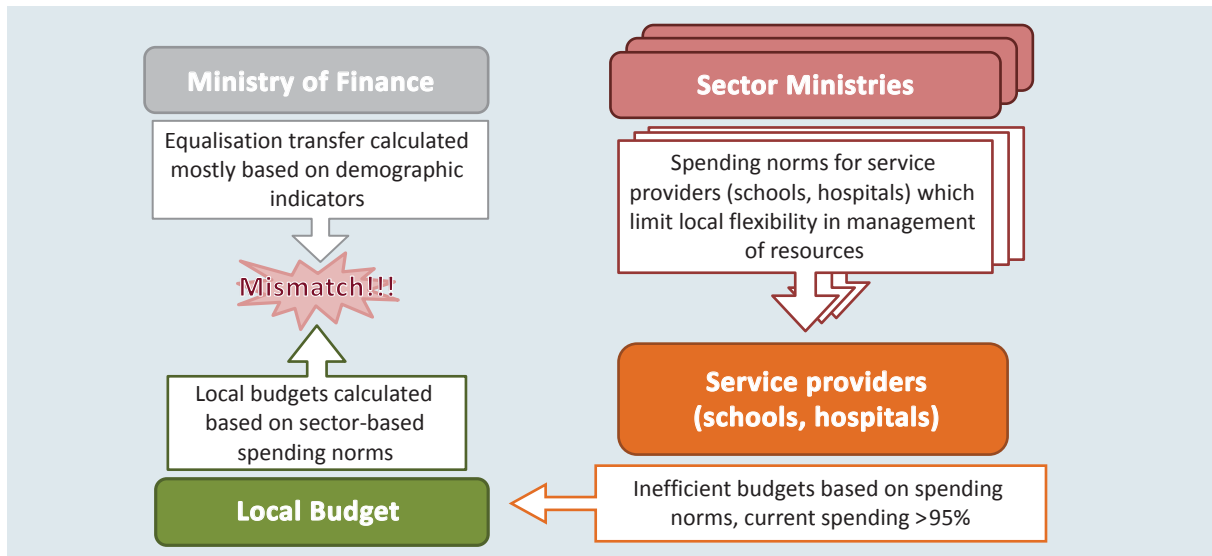 Ministry of Finance
Equalisation transfer calculated
mostly based on demographic
indicators
Mismatch!!!
Local budgets calculated
based on sector-based
spending norms
Local Budget
Sector Ministries
Spending norms for service
providers (schools, hospitals) which
limit local flexibility in management
of resources
Service providers
(schools, hospitals)
Inefficient budgets based on spending
norms, current spending >95%